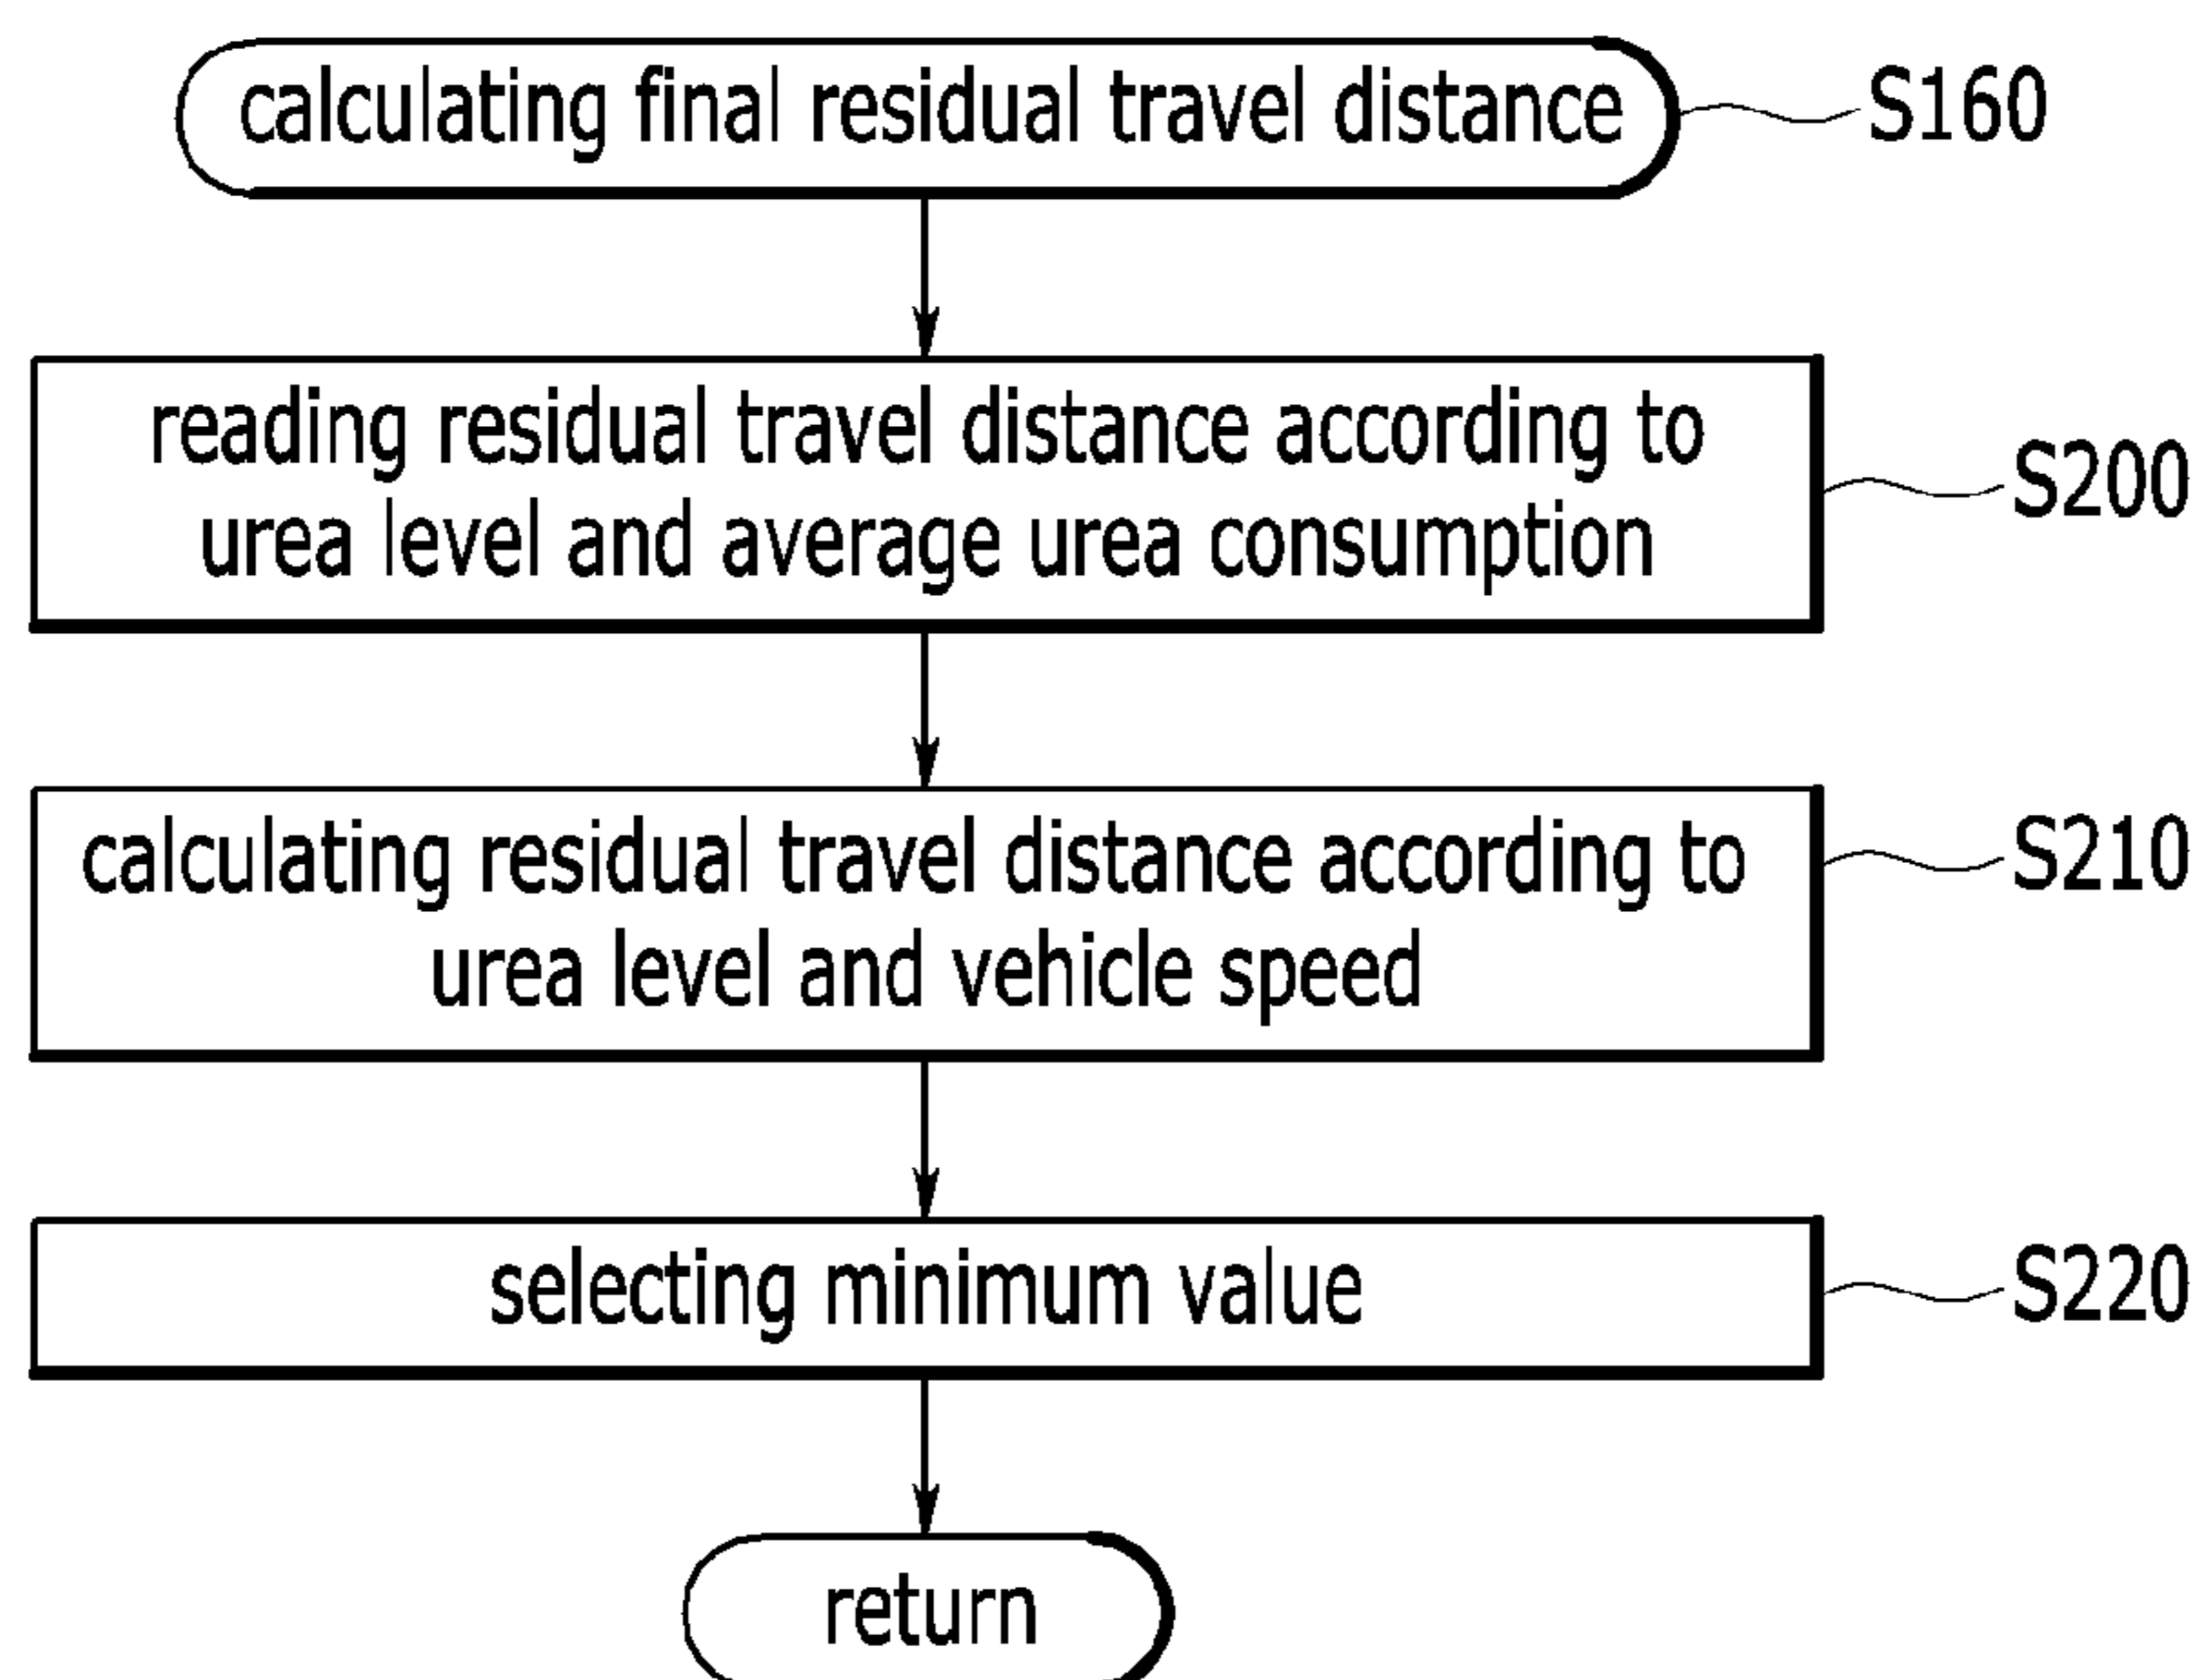 calculating final residual travel distance
S160
reading residual travel distance according to
urea level and average urea consumption
S200
calculating residual travel distance according to
urea level and vehicle speed
S210
selecting minimum value
S220
return